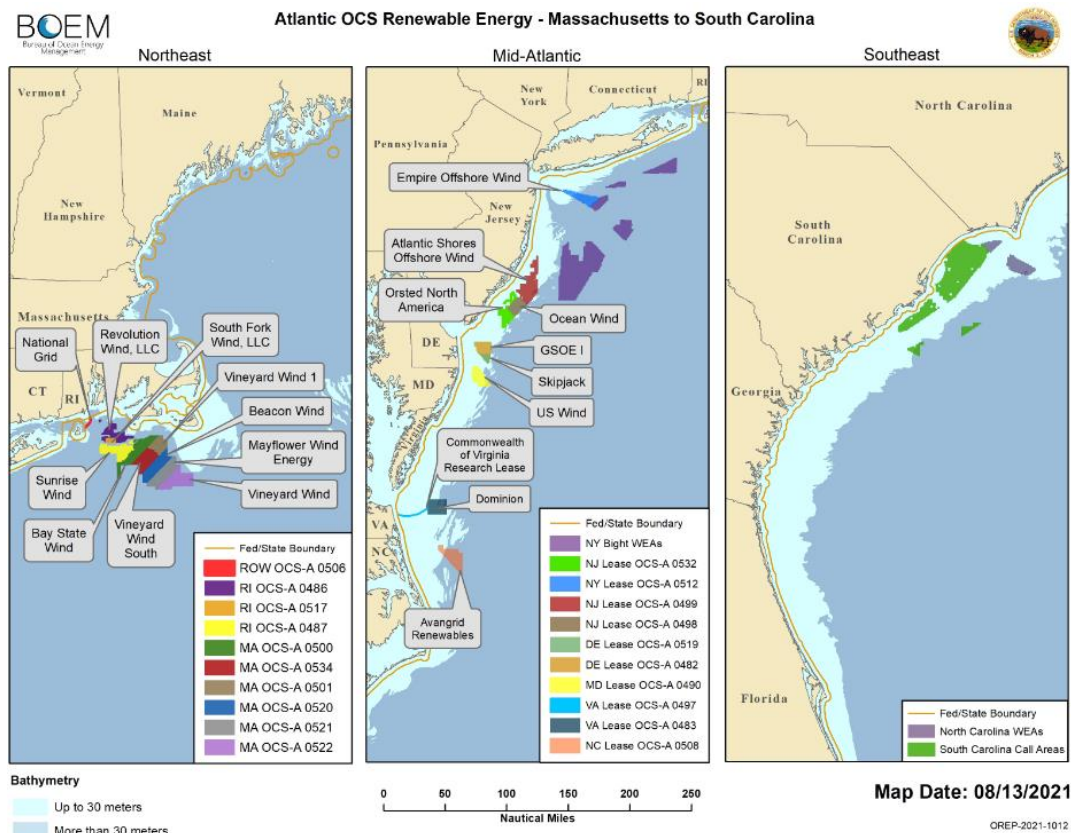 BOEM
Bureau of Ocean Energy
Management
Atlantic OCS Renewable Energy - Massachusetts to South Carolina
Northeast
Vermont
Maine
New
Hampshire
Massachusetts
CT
RI
National
Grid
Revolution
Wind, LLC
South Fork
Wind, LLC
Vineyard Wind 1
Beacon Wind
Mayflower Wind
Energy
Vineyard Wind
Sunrise
Wind
Bay State
Wind
Vineyard
Wind
South
Fed/State Boundary
ROW OCS-A 0506
RI OCS-A 0486
RI OCS-A 0517
RI OCS-A 0487
MA OCS-A 0500
MA OCS-A 0534
MA OCS-A 0501
MA OCS-A 0520
MA OCS-A 0521
MA OCS-A 0522
Mid-Atlantic
New
York
Connecticut
RI
Pennsylvania
New
Jersey
DE
MD
Virginia
VA
NC
Empire Offshore Wind
Atlantic Shores
Offshore Wind
Orsted North
America
Ocean Wind
GSOE I
Skipjack
US Wind
Commonwealth
of Virginia
Research Lease
Dominion
Avangrid
Renewables
Fed/State Boundary
NY Bight WEAs
NJ Lease OCS-A 0532
NY Lease OCS-A 0512
NJ Lease OCS-A 0499
NJ Lease OCS-A 0498
DE Lease OCS-A 0519
DE Lease OCS-A 0482
MD Lease OCS-A 0490
VA Lease OCS-A 0497
VA Lease OCS-A 0483
NC Lease OCS-A 0508
Southeast
North Carolina
South
Carolina
Georgia
Florida
Fed/State Boundary
North Carolina WEAs
South Carolina Call Areas
Bathymetry
Up to 30 meters
More than 30 meters
0 50 100 150 200 250
Nautical Miles
Map Date: 08/13/2021
OREP-2021-1012